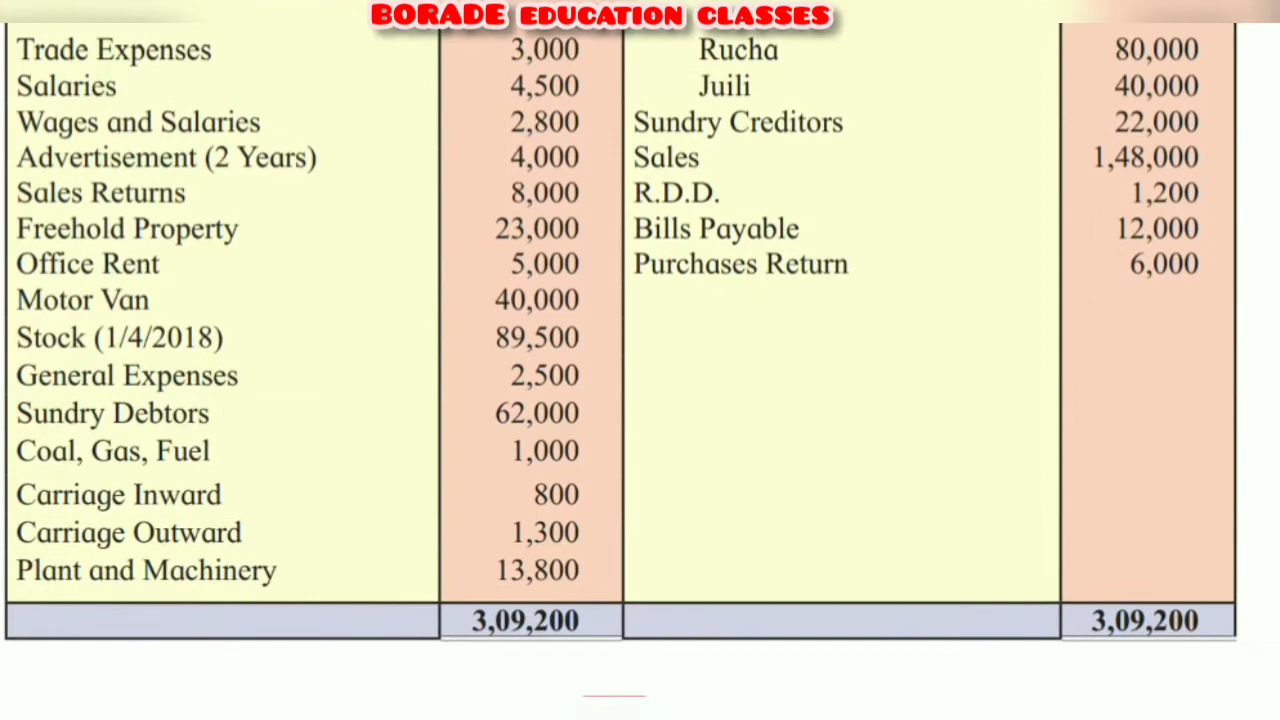 BORADE EDUCATION CLASSES
Trade Expenses 3,000 Rucha 80,000
Salaries 4,500 Juili 40,000
Wages and Salaries 2,800 Sundry Creditors 22,000
Advertisement (2 Years) 4,000 Sales 1,48,000
Sales Returns 8,000 R.D.D. 1,200
Freehold Property 23,000 Bills Payable 12,000
Office Rent 5,000 Purchases Return 6,000
Motor Van 40,000
Stock (1/4/2018) 89,500
General Expenses 2,500
Sundry Debtors 62,000
Coal, Gas, Fuel 1,000
Carriage Inward 800
Carriage Outward 1,300
Plant and Machinery 13,800
3,09,200 3,09,200